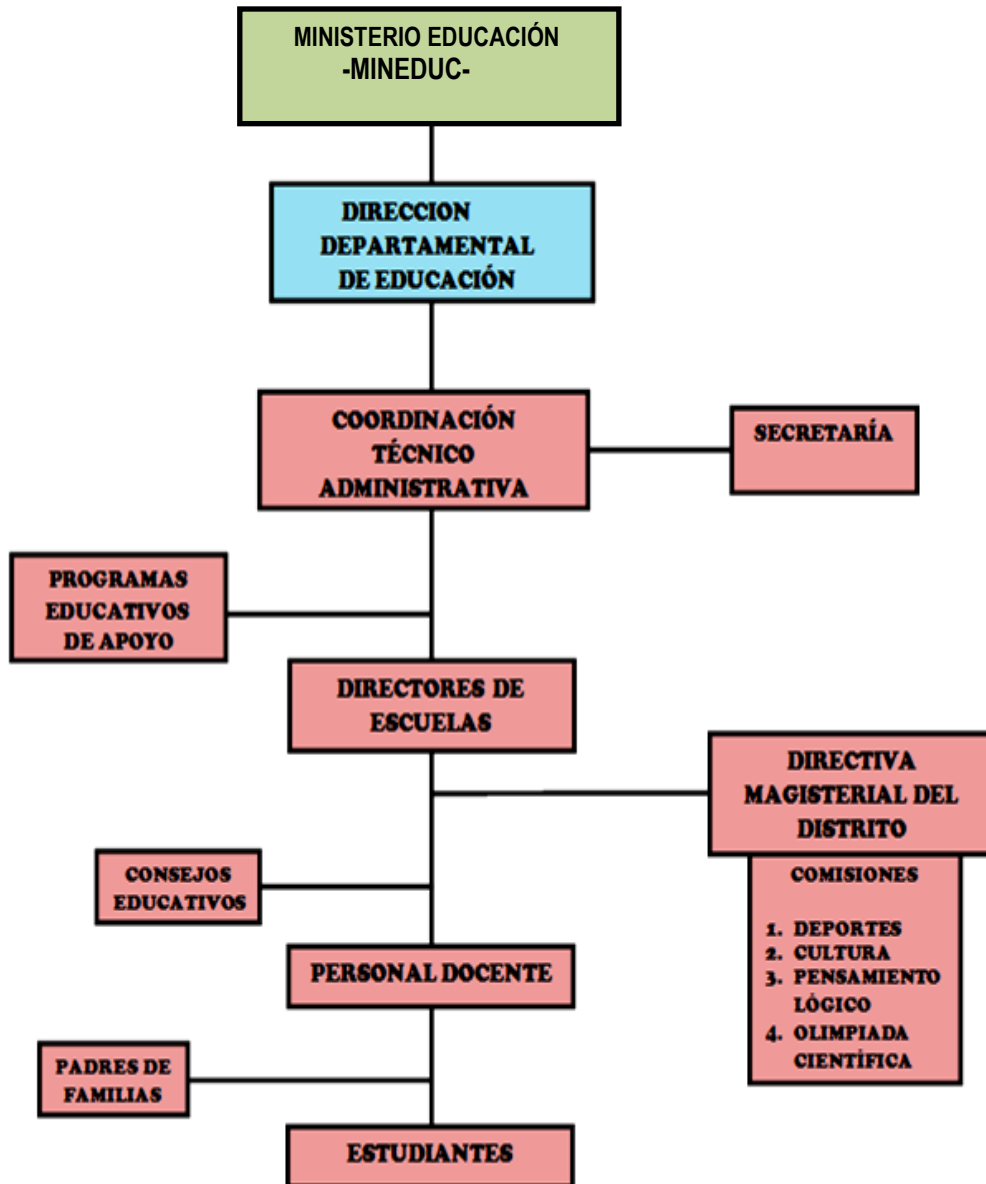 MINISTERIO EDUCACIÓN
-MINEDUC-
DIRECCION
DEPARTAMENTAL
DE EDUCACIÓN
COORDINACIÓN
TÉCNICO
ADMINISTRATIVA
SECRETARÍA
PROGRAMAS
EDUCATIVOS
DE APOYO
DIRECTORES DE
ESCUELAS
DIRECTIVA
MAGISTERIAL DEL
DISTRITO
COMISIONES
1. DEPORTES
2. CULTURA
3. PENSAMIENTO
LÓGICO
4. OLIMPIADA
CIENTÍFICA
CONSEJOS
EDUCATIVOS
PERSONAL DOCENTE
PADRES DE
FAMILIAS
ESTUDIANTES